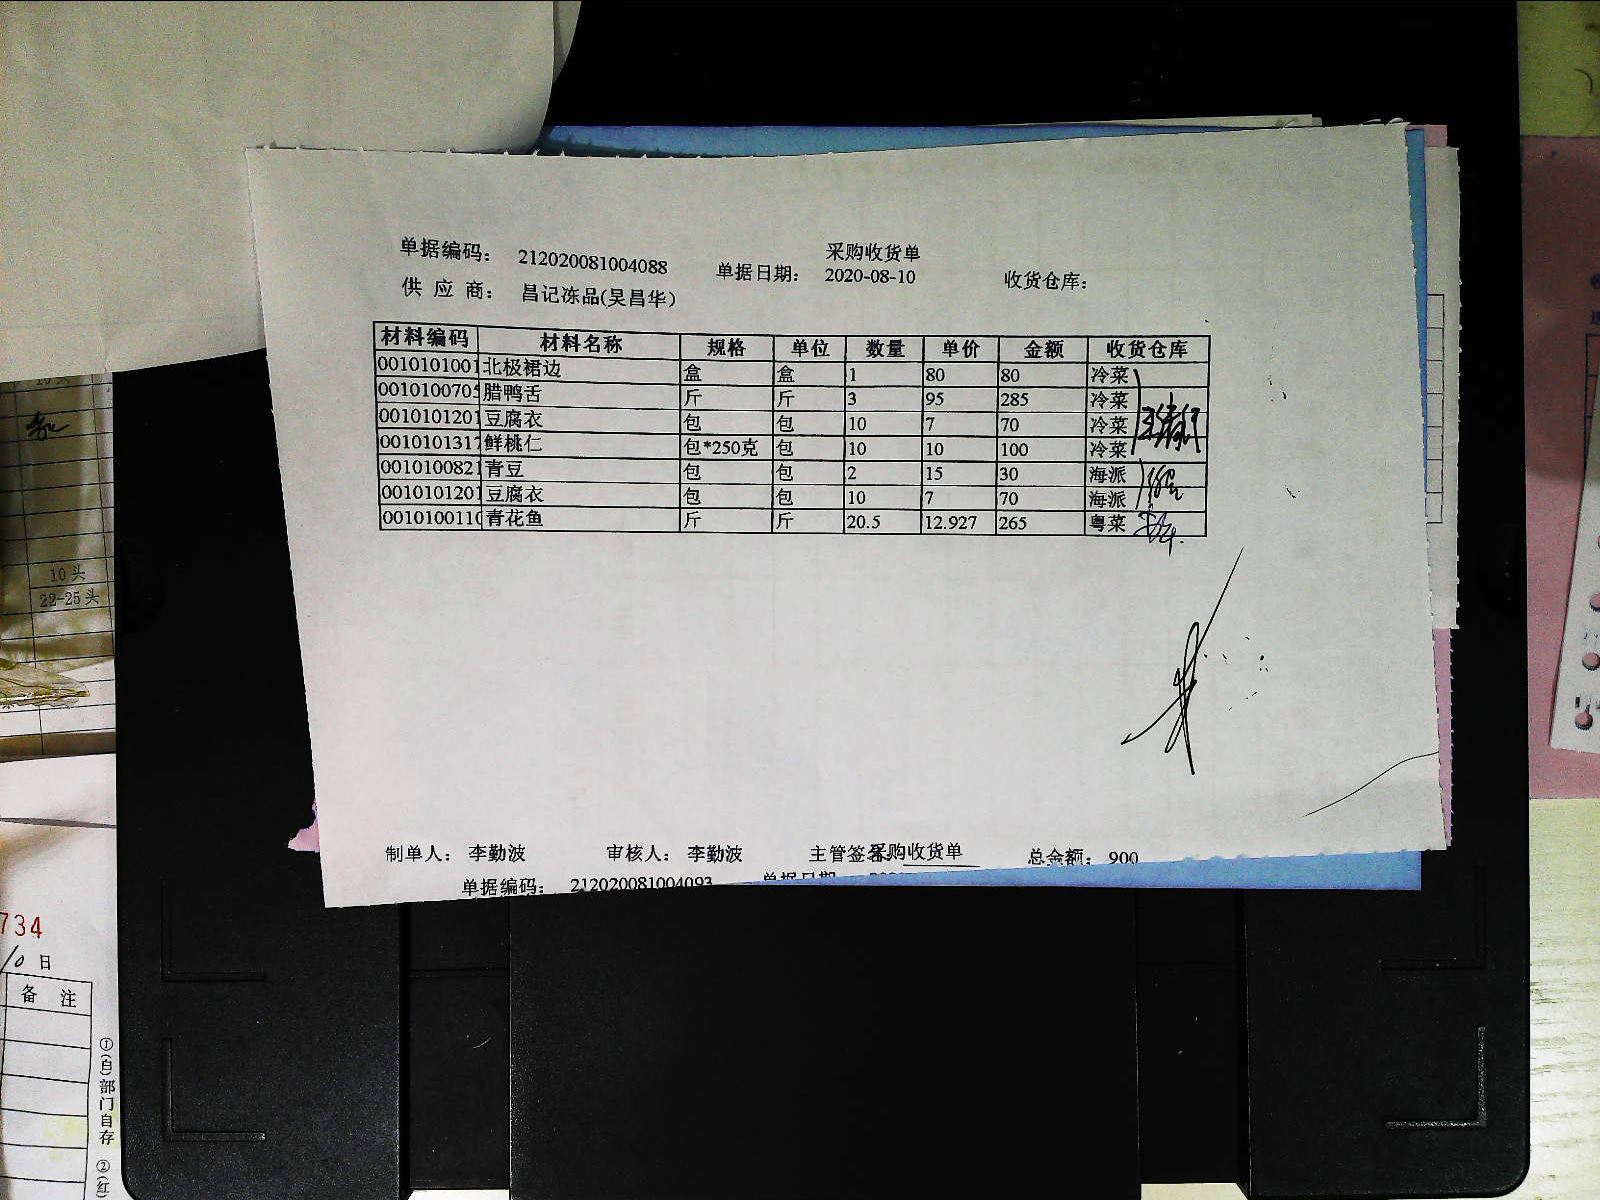 采购收货单
单据编码： 212020081004088 单据日期： 2020-08-10 收货仓库：
供 应 商： 昌记冻品(吴昌华)
材料编码 材料名称 规格 单位 数量 单价 金额 收货仓库
0010101001 北极裙边 盒 盒 1 80 80 冷菜
0010100705 腊鸭舌 斤 斤 3 95 285 冷菜
0010101201 豆腐衣 包 包 10 7 70 冷菜
0010101317 鲜桃仁 包*250克 包 10 10 100 冷菜
0010100821 青豆 包 包 2 15 30 海派
0010101201 豆腐衣 包 包 10 7 70 海派
0010100110 青花鱼 斤 斤 20.5 12.927 265 粤菜
制单人： 李勤波 审核人： 李勤波 主管签 采购收货单 总金额： 900
单据编码： 212020081004093 单据日期
10头
22-25头
734
10 日
备 注
①(白)部门自存 ②(红)